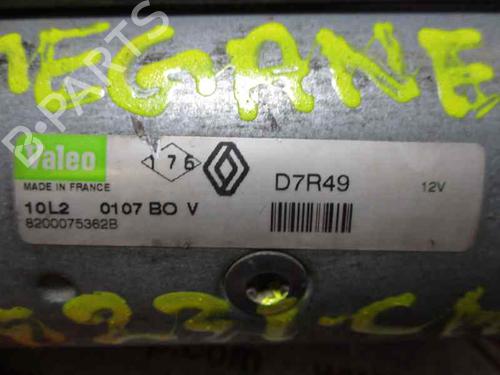 MEGANE
B-PARTS
Valeo
176
D7R49
12V
MADE IN FRANCE
10L2 0107 BO V
8200075362B